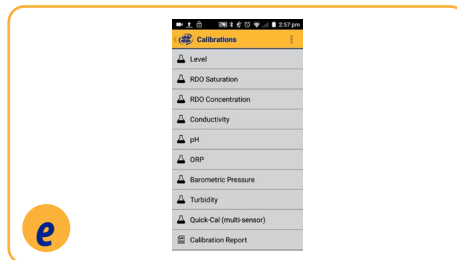 2:57 pm
Calibrations
Level
RDO Saturation
RDO Concentration
Conductivity
pH
ORP
Barometric Pressure
Turbidity
Quick-Cal (multi-sensor)
Calibration Report
e